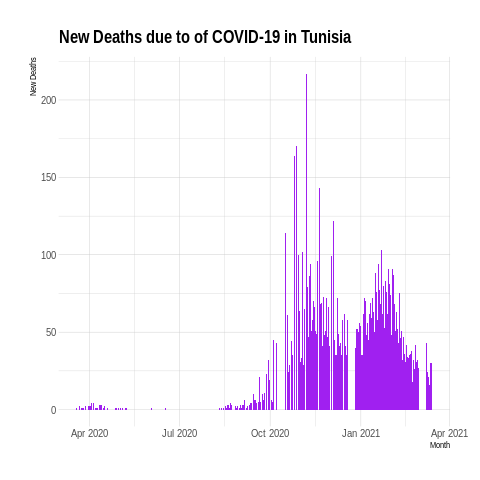 New Deaths due to of COVID-19 in Tunisia
New Deaths
200
150
100
50
0
Apr 2020 Jul 2020 Oct 2020 Jan 2021 Apr 2021
Month